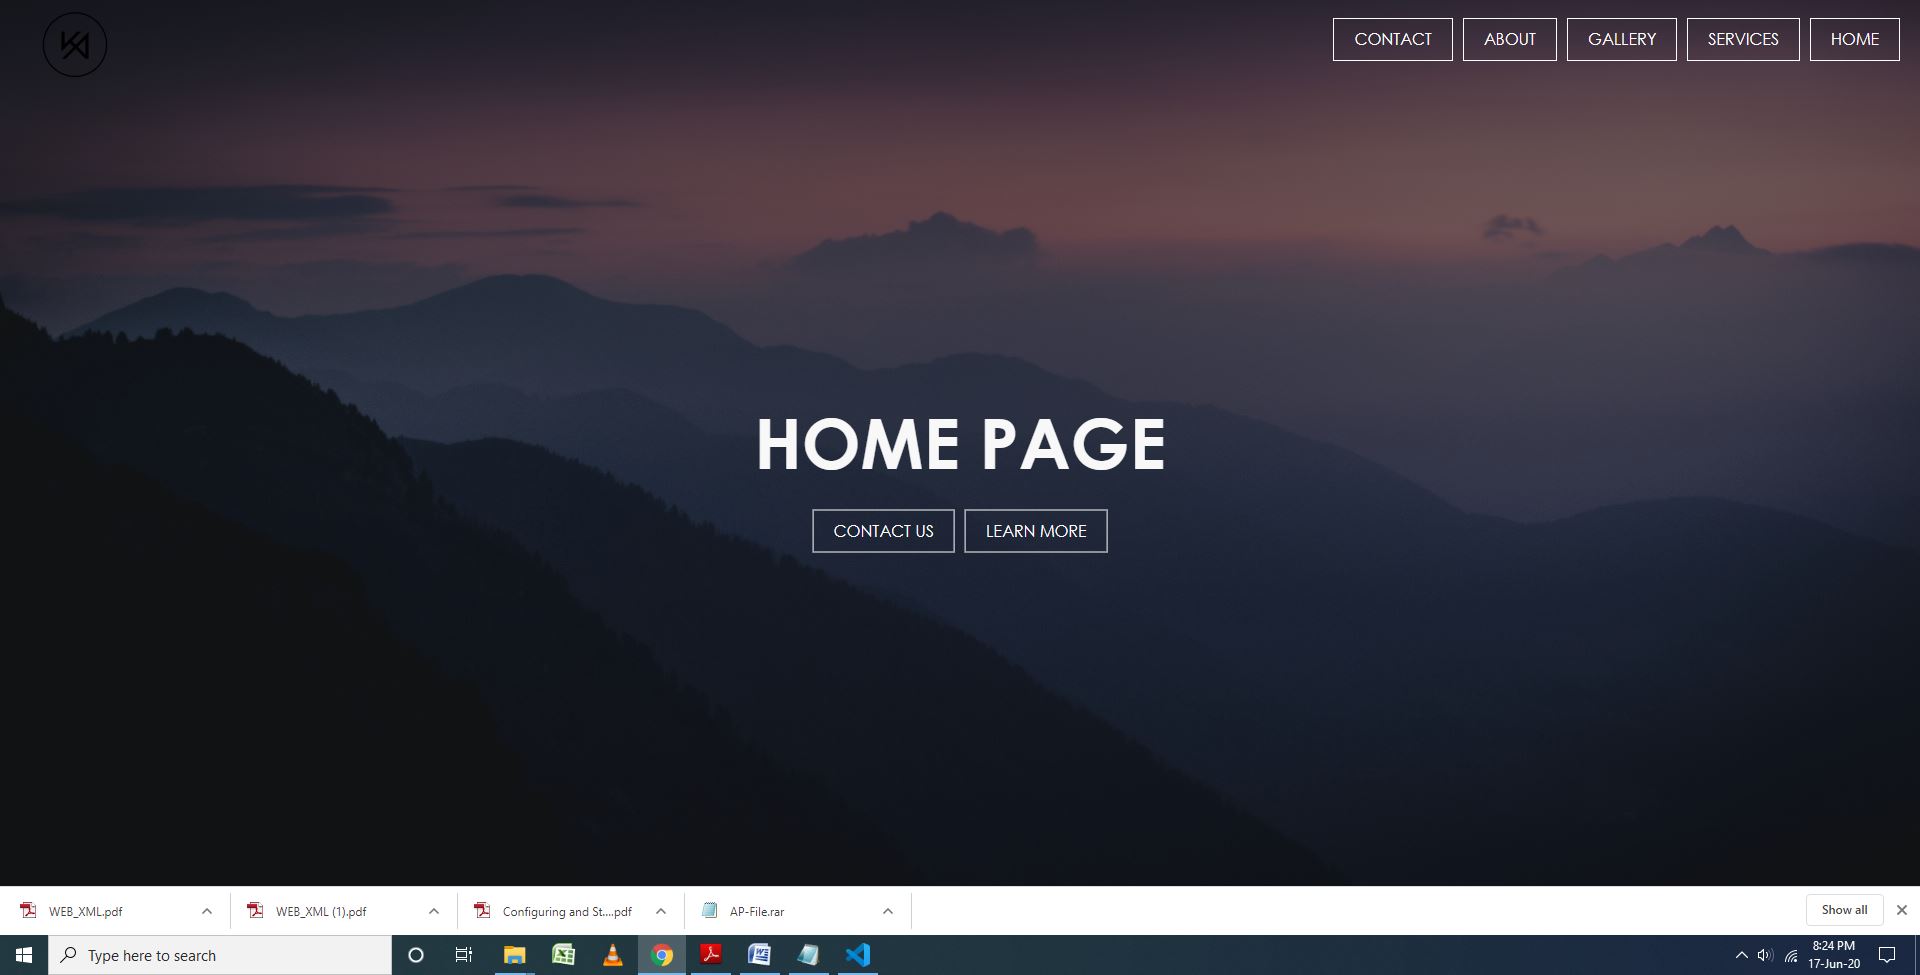 CONTACT ABOUT GALLERY SERVICES HOME
HOME PAGE
CONTACT US LEARN MORE
WEB_XML.pdf WEB_XML (1).pdf Configuring and St....pdf AP-File.rar Show all
Type here to search
8:24 PM
17-Jun-20